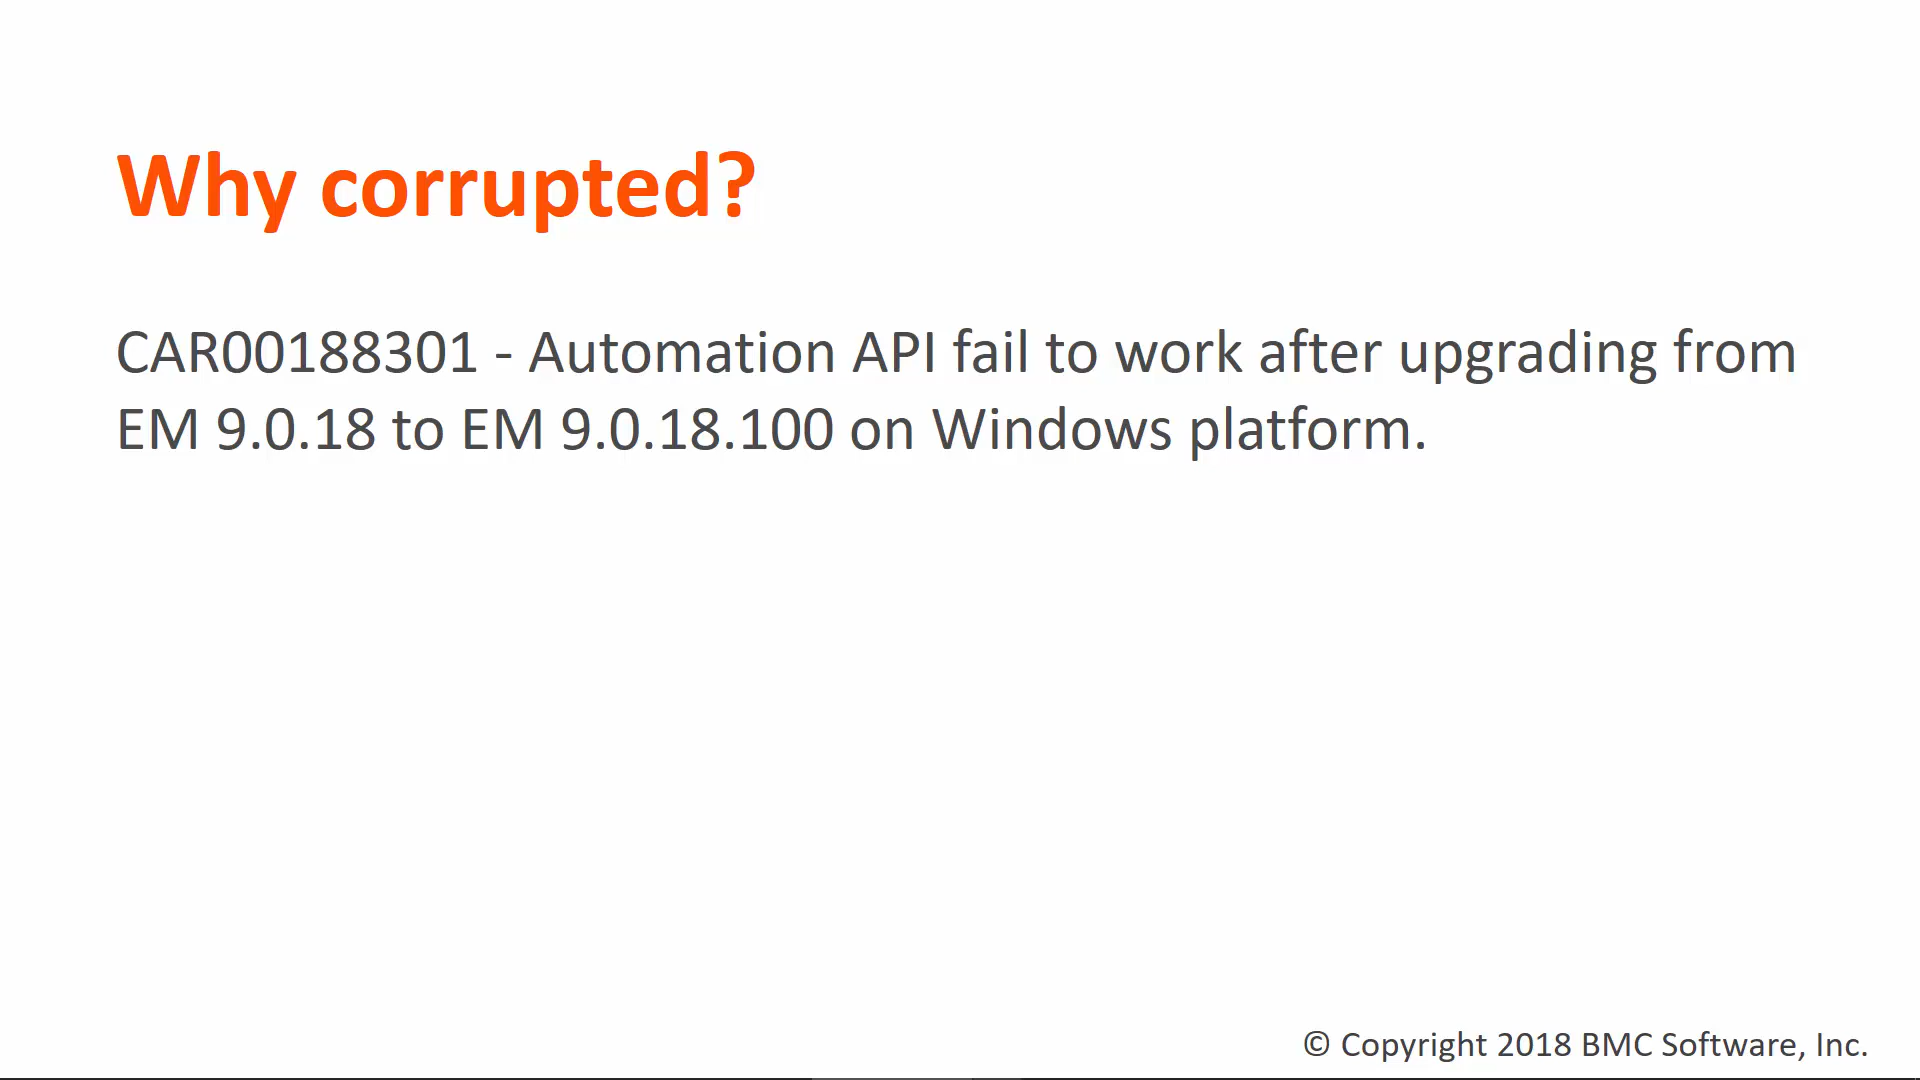 Why corrupted?
CAR00188301 - Automation API fail to work after upgrading from
EM 9.0.18 to EM 9.0.18.100 on Windows platform.
© Copyright 2018 BMC Software, Inc.